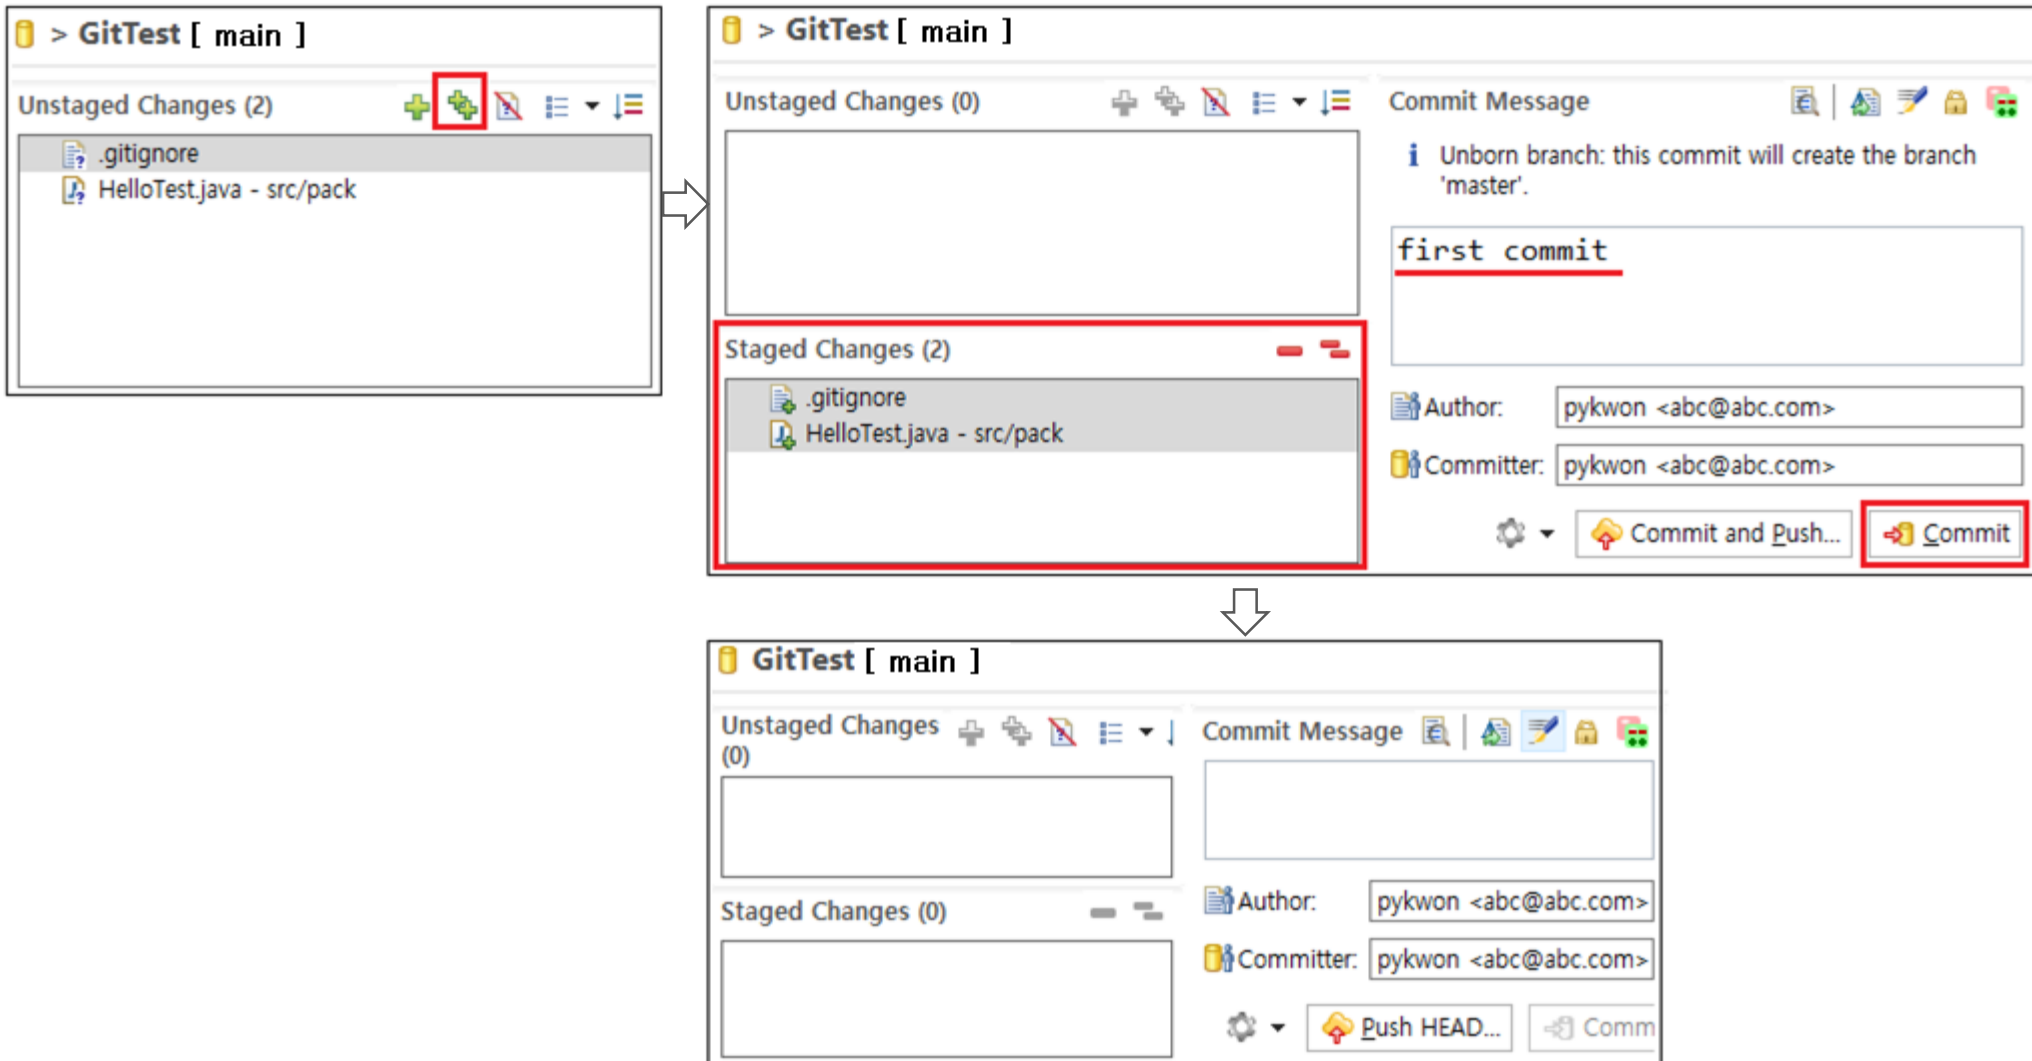 > GitTest [ main ]
Unstaged Changes (2)
.gitignore
HelloTest.java - src/pack
> GitTest [ main ]
Unstaged Changes (0)
Staged Changes (2)
.gitignore
HelloTest.java - src/pack
Commit Message
Unborn branch: this commit will create the branch
'master'.
first commit
Author: pykwon <abc@abc.com>
Committer: pykwon <abc@abc.com>
Commit and Push...
Commit
GitTest [ main ]
Unstaged Changes
(0)
Staged Changes (0)
Commit Message
Author: pykwon <abc@abc.com>
Committer: pykwon <abc@abc.com>
Push HEAD...
Comm